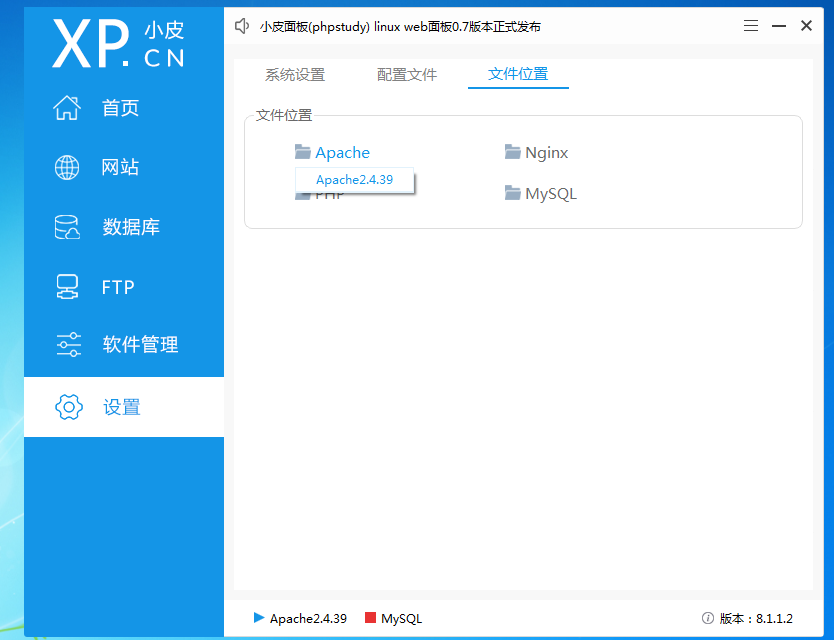 XP. 小皮 CN
小皮面板(phpstudy) linux web面板0.7版本正式发布
首页
网站
数据库
FTP
软件管理
设置
系统设置 配置文件 文件位置
文件位置
Apache Nginx
Apache2.4.39
PHP MySQL
Apache2.4.39 MySQL 版本：8.1.1.2